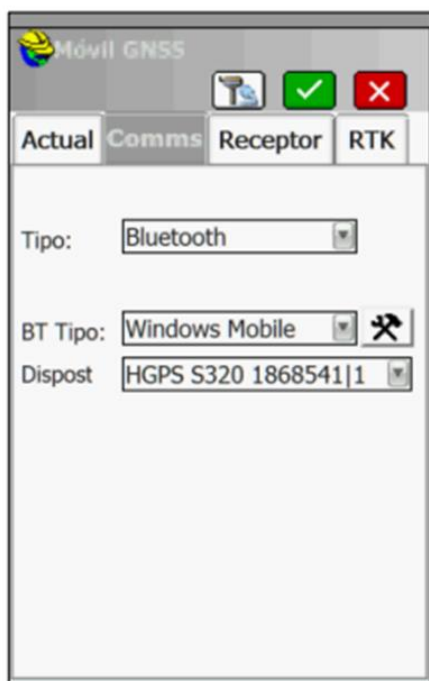 Móvil GNSS
Actual Comms Receptor RTK
Tipo: Bluetooth
BT Tipo: Windows Mobile
Dispost HGPS S320 1868541|1